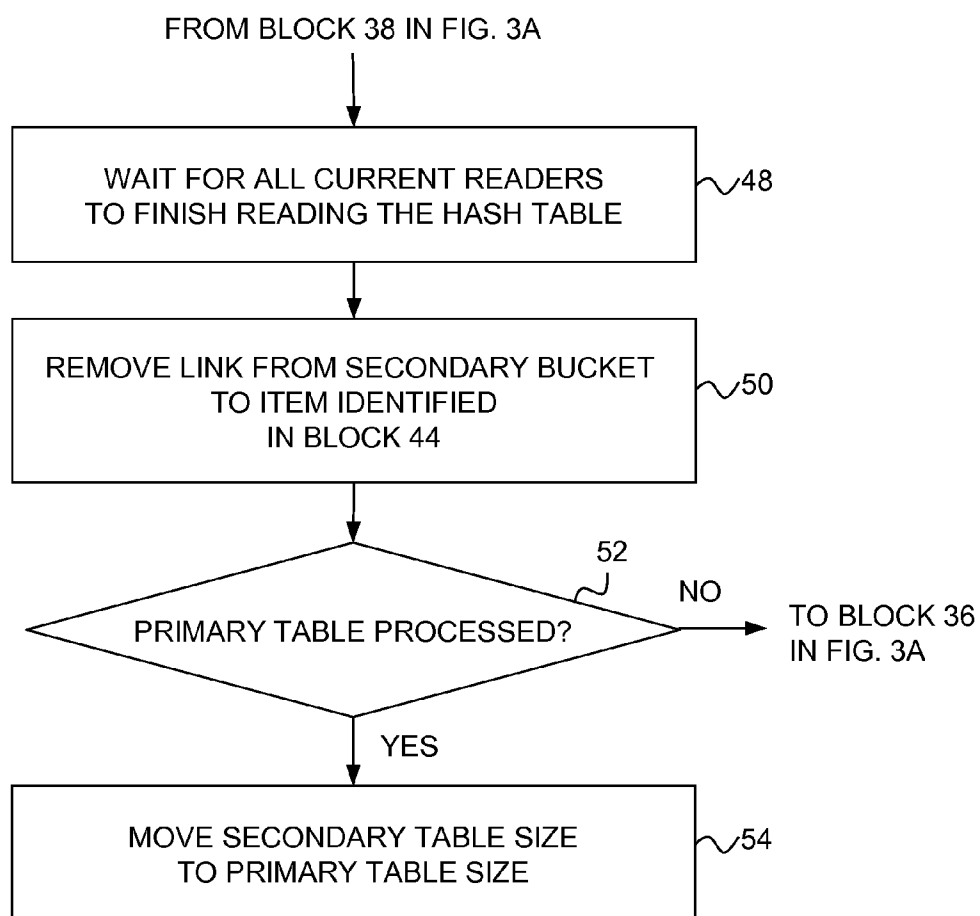 FROM BLOCK 38 IN FIG. 3A
WAIT FOR ALL CURRENT READERS
TO FINISH READING THE HASH TABLE
48
REMOVE LINK FROM SECONDARY BUCKET
TO ITEM IDENTIFIED
IN BLOCK 44
50
52
PRIMARY TABLE PROCESSED?
NO
TO BLOCK 36
IN FIG. 3A
YES
MOVE SECONDARY TABLE SIZE
TO PRIMARY TABLE SIZE
54